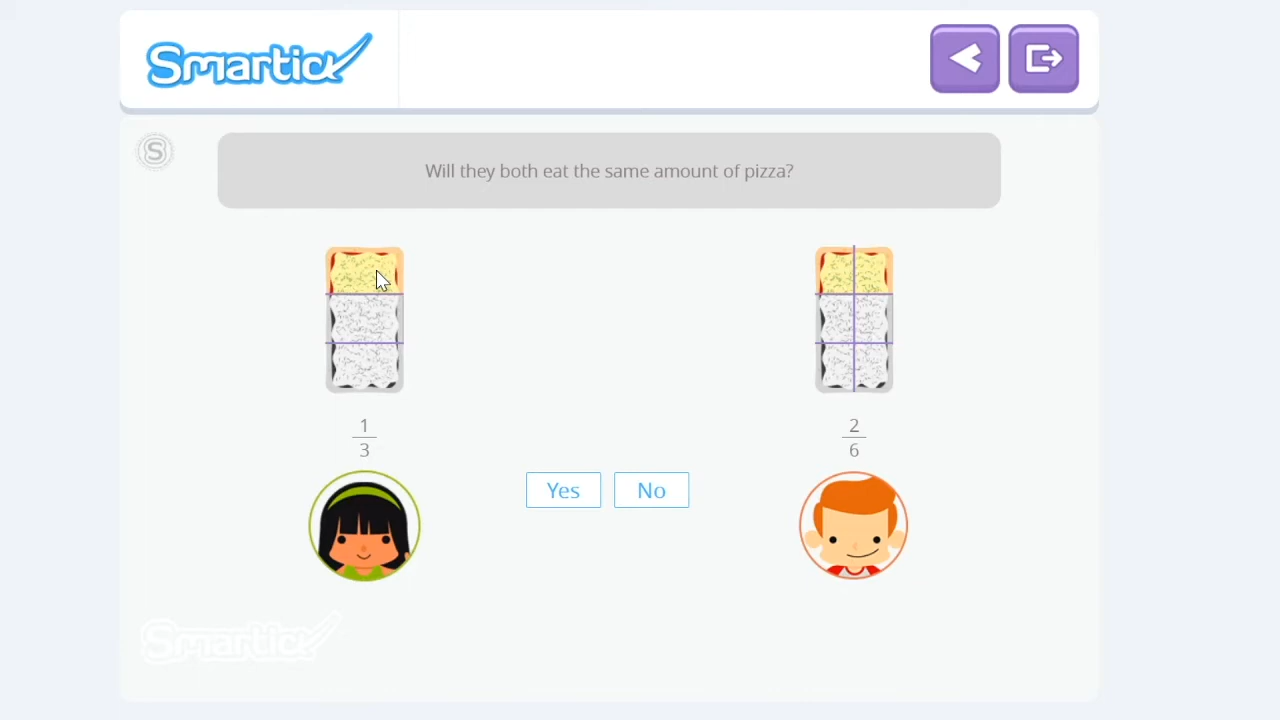 Smartick
S
Will they both eat the same amount of pizza?
1
3
2
6
Yes No
Smartick